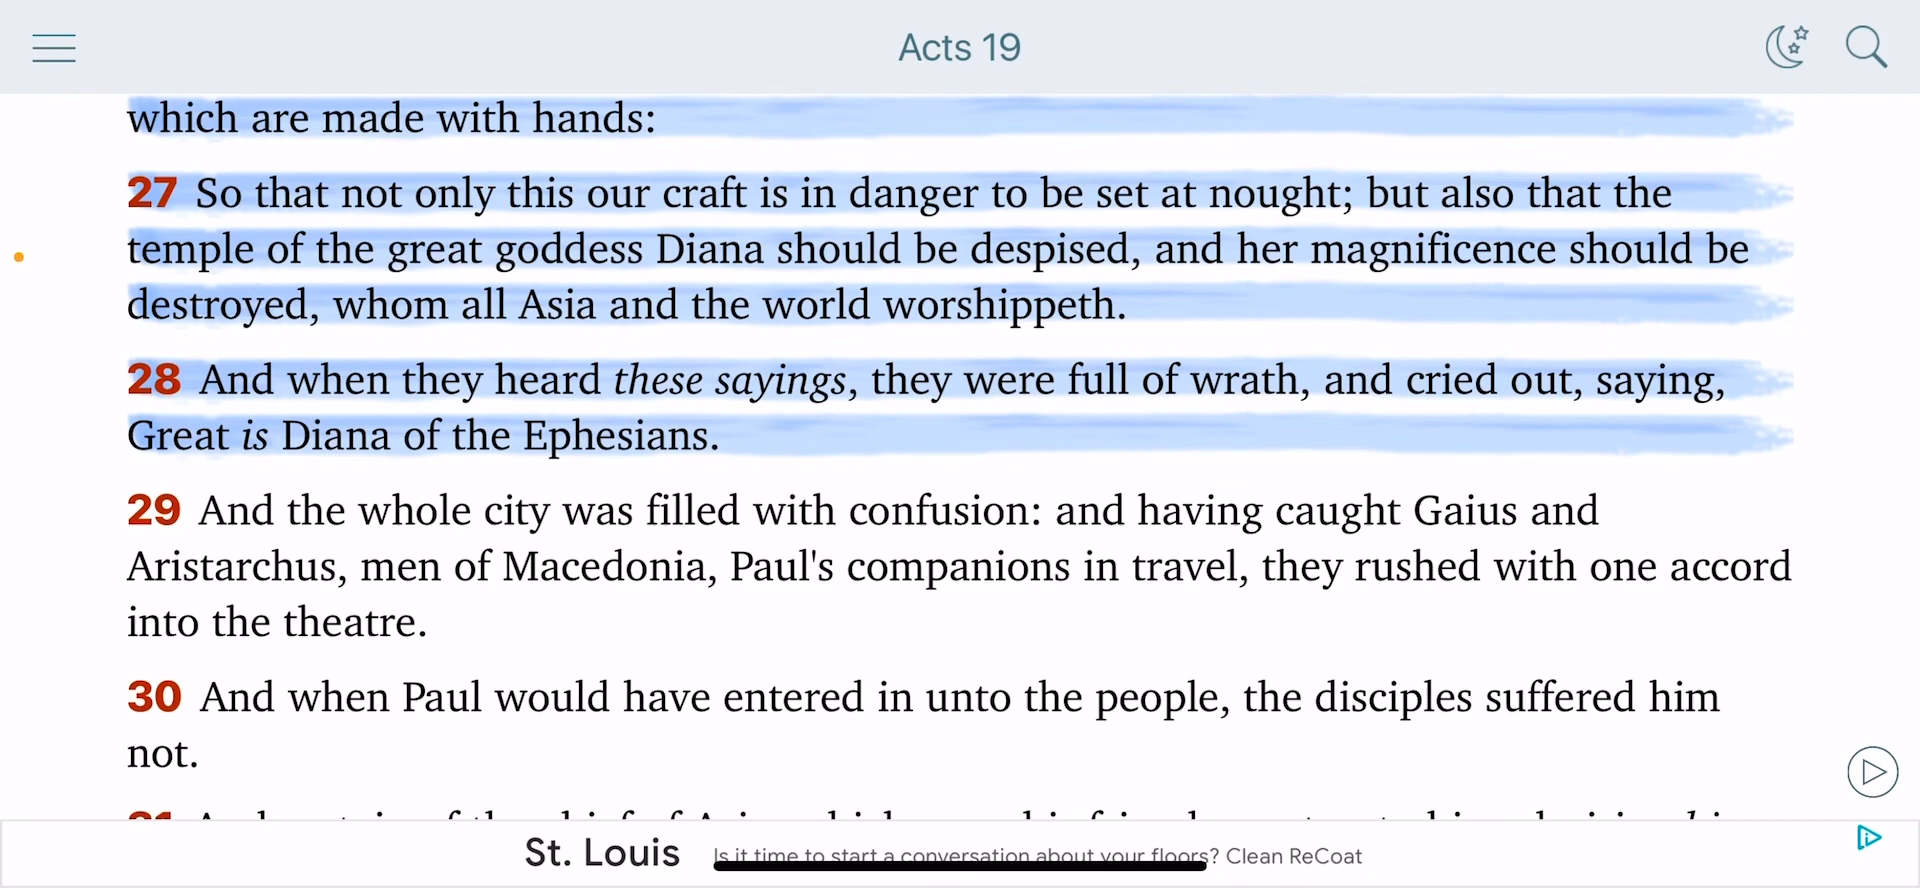 Acts 19
which are made with hands:
27 So that not only this our craft is in danger to be set at nought; but also that the
temple of the great goddess Diana should be despised, and her magnificence should be
destroyed, whom all Asia and the world worshippeth.
28 And when they heard these sayings, they were full of wrath, and cried out, saying,
Great is Diana of the Ephesians.
29 And the whole city was filled with confusion: and having caught Gaius and
Aristarchus, men of Macedonia, Paul's companions in travel, they rushed with one accord
into the theatre.
30 And when Paul would have entered in unto the people, the disciples suffered him
not.
St. Louis Is it time to start a conversation about your floors? Clean ReCoat